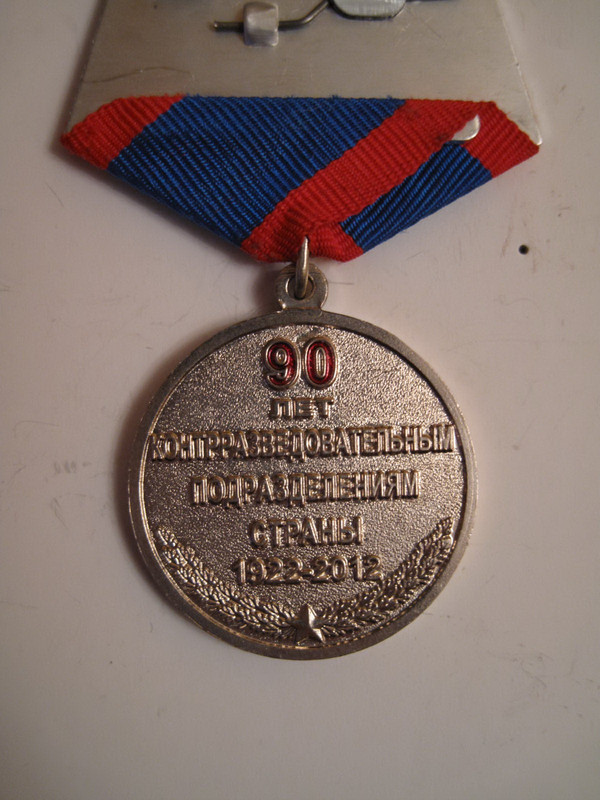 90
ЛЕТ
КОНТРРАЗВЕДОВАТЕЛЬНЫМ
ПОДРАЗДЕЛЕНИЯМ
СТРАНЫ
1922-2012